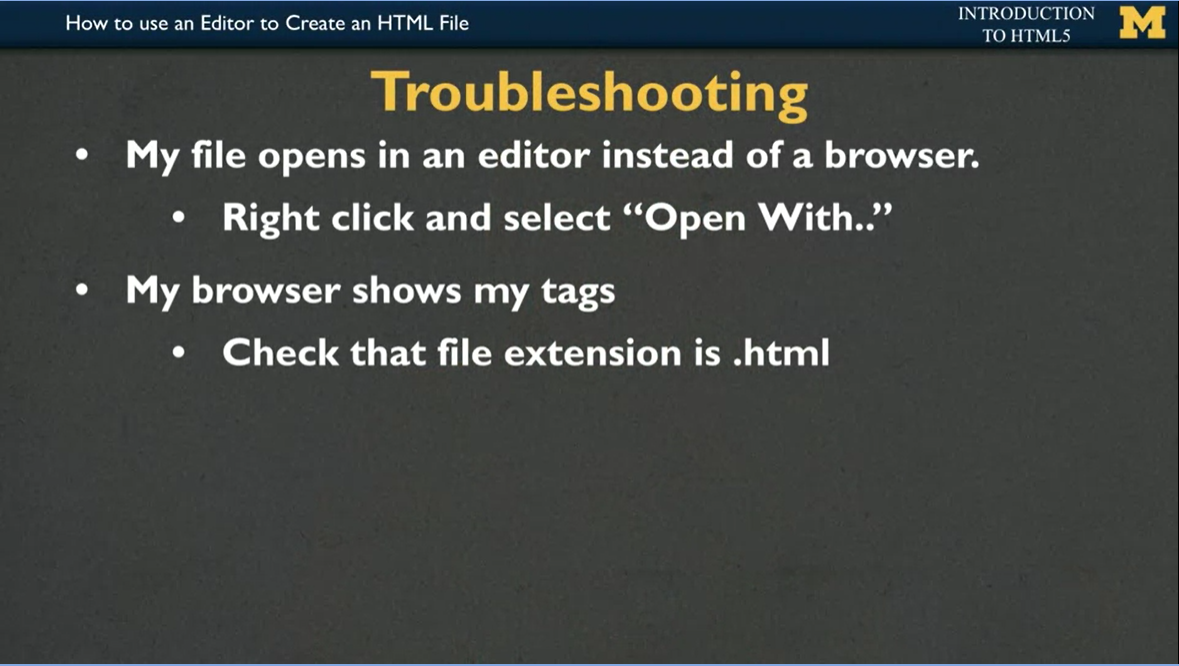 How to use an Editor to Create an HTML File
INTRODUCTION
TO HTML5
M
Troubleshooting
• My file opens in an editor instead of a browser.
• Right click and select “Open With..”
• My browser shows my tags
• Check that file extension is .html